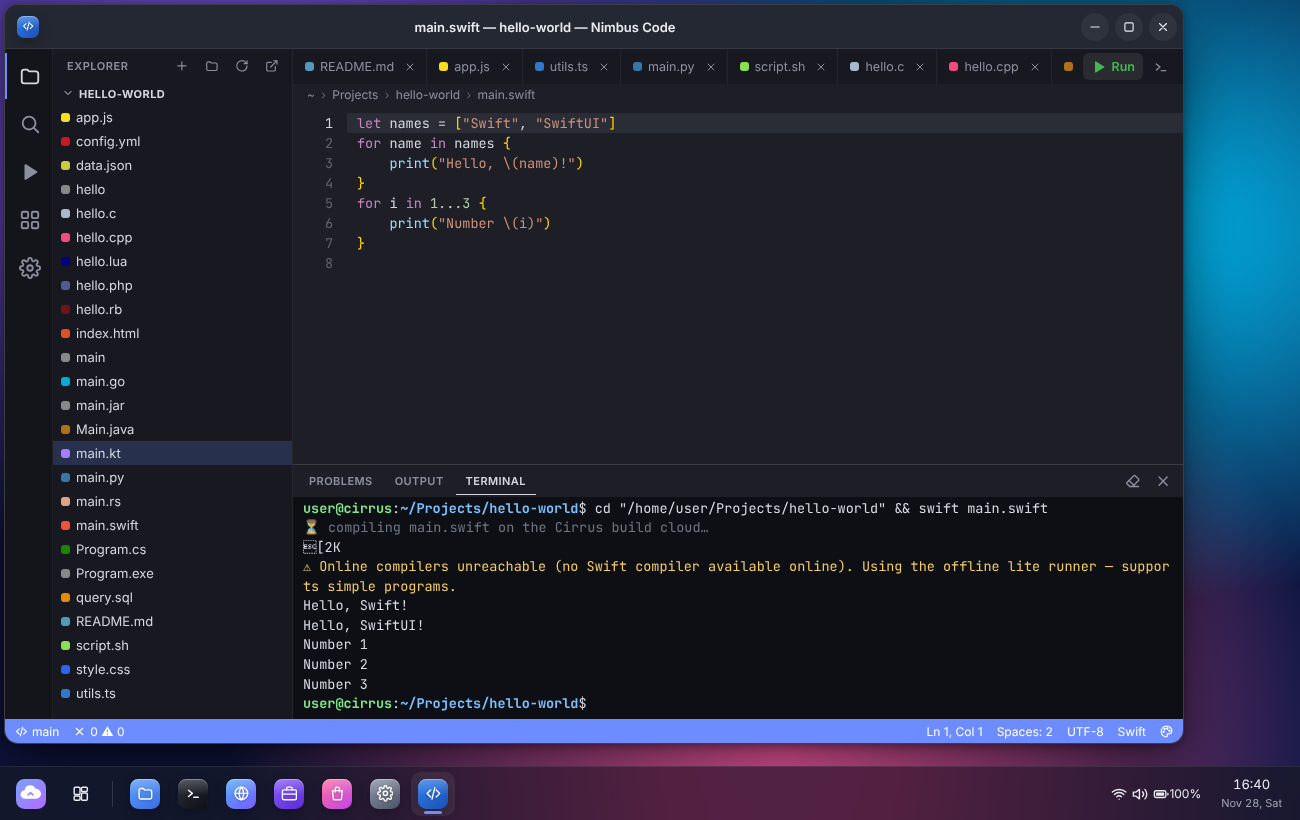 main.swift — hello-world — Nimbus Code
EXPLORER
HELLO-WORLD
app.js
config.yml
data.json
hello
hello.c
hello.cpp
hello.lua
hello.php
hello.rb
index.html
main
main.go
main.jar
Main.java
main.kt
main.py
main.rs
main.swift
Program.cs
Program.exe
query.sql
README.md
script.sh
style.css
utils.ts
README.md
app.js
utils.ts
main.py
script.sh
hello.c
hello.cpp
Run
~ › Projects › hello-world › main.swift
1 let names = ["Swift", "SwiftUI"]
2 for name in names {
3 print("Hello, \(name)!")
4 }
5 for i in 1...3 {
6 print("Number \(i)")
7 }
8
PROBLEMS OUTPUT TERMINAL
user@cirrus:~/Projects/hello-world$ cd "/home/user/Projects/hello-world" && swift main.swift
⏳ compiling main.swift on the Cirrus build cloud…
␛[2K
⚠ Online compilers unreachable (no Swift compiler available online). Using the offline lite runner — suppor
ts simple programs.
Hello, Swift!
Hello, SwiftUI!
Number 1
Number 2
Number 3
user@cirrus:~/Projects/hello-world$
main 0 0
Ln 1, Col 1 Spaces: 2 UTF-8 Swift
100%
16:40
Nov 28, Sat